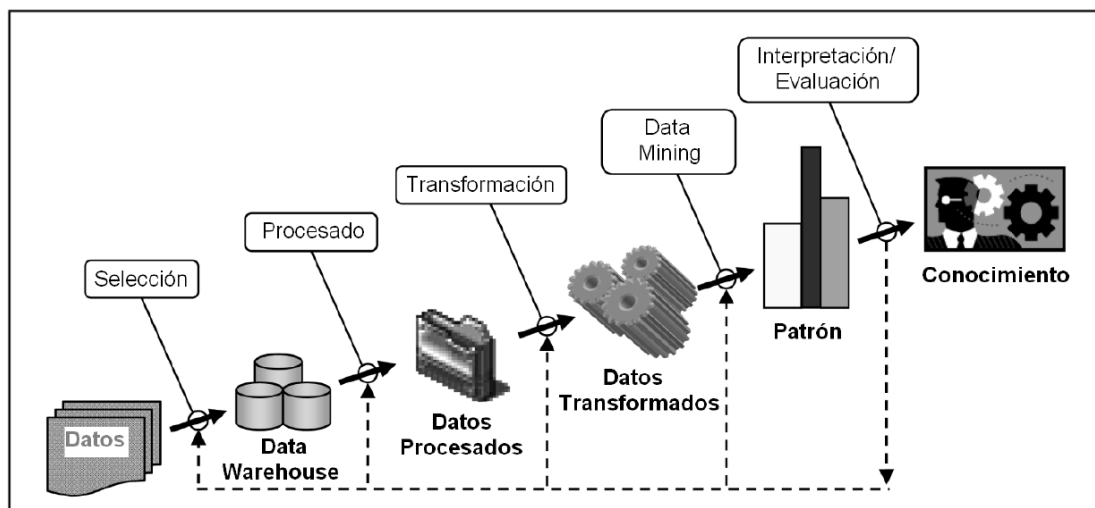 Interpretación/
Evaluación
Data
Mining
Transformación
Procesado
Selección
Conocimiento
Patrón
Datos
Transformados
Datos
Procesados
Data
Warehouse
Datos